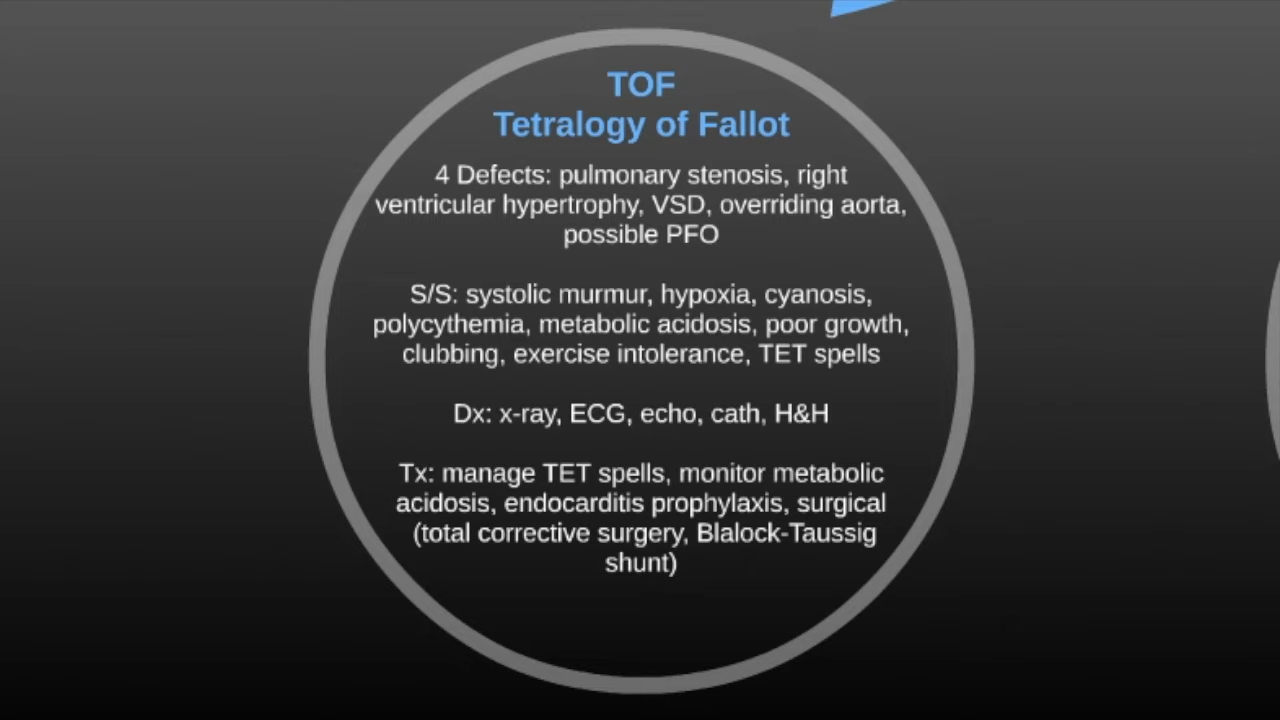 TOF
Tetralogy of Fallot
4 Defects: pulmonary stenosis, right
ventricular hypertrophy, VSD, overriding aorta,
possible PFO
S/S: systolic murmur, hypoxia, cyanosis,
polycythemia, metabolic acidosis, poor growth,
clubbing, exercise intolerance, TET spells
Dx: x-ray, ECG, echo, cath, H&H
Tx: manage TET spells, monitor metabolic
acidosis, endocarditis prophylaxis, surgical
(total corrective surgery, Blalock-Taussig
shunt)